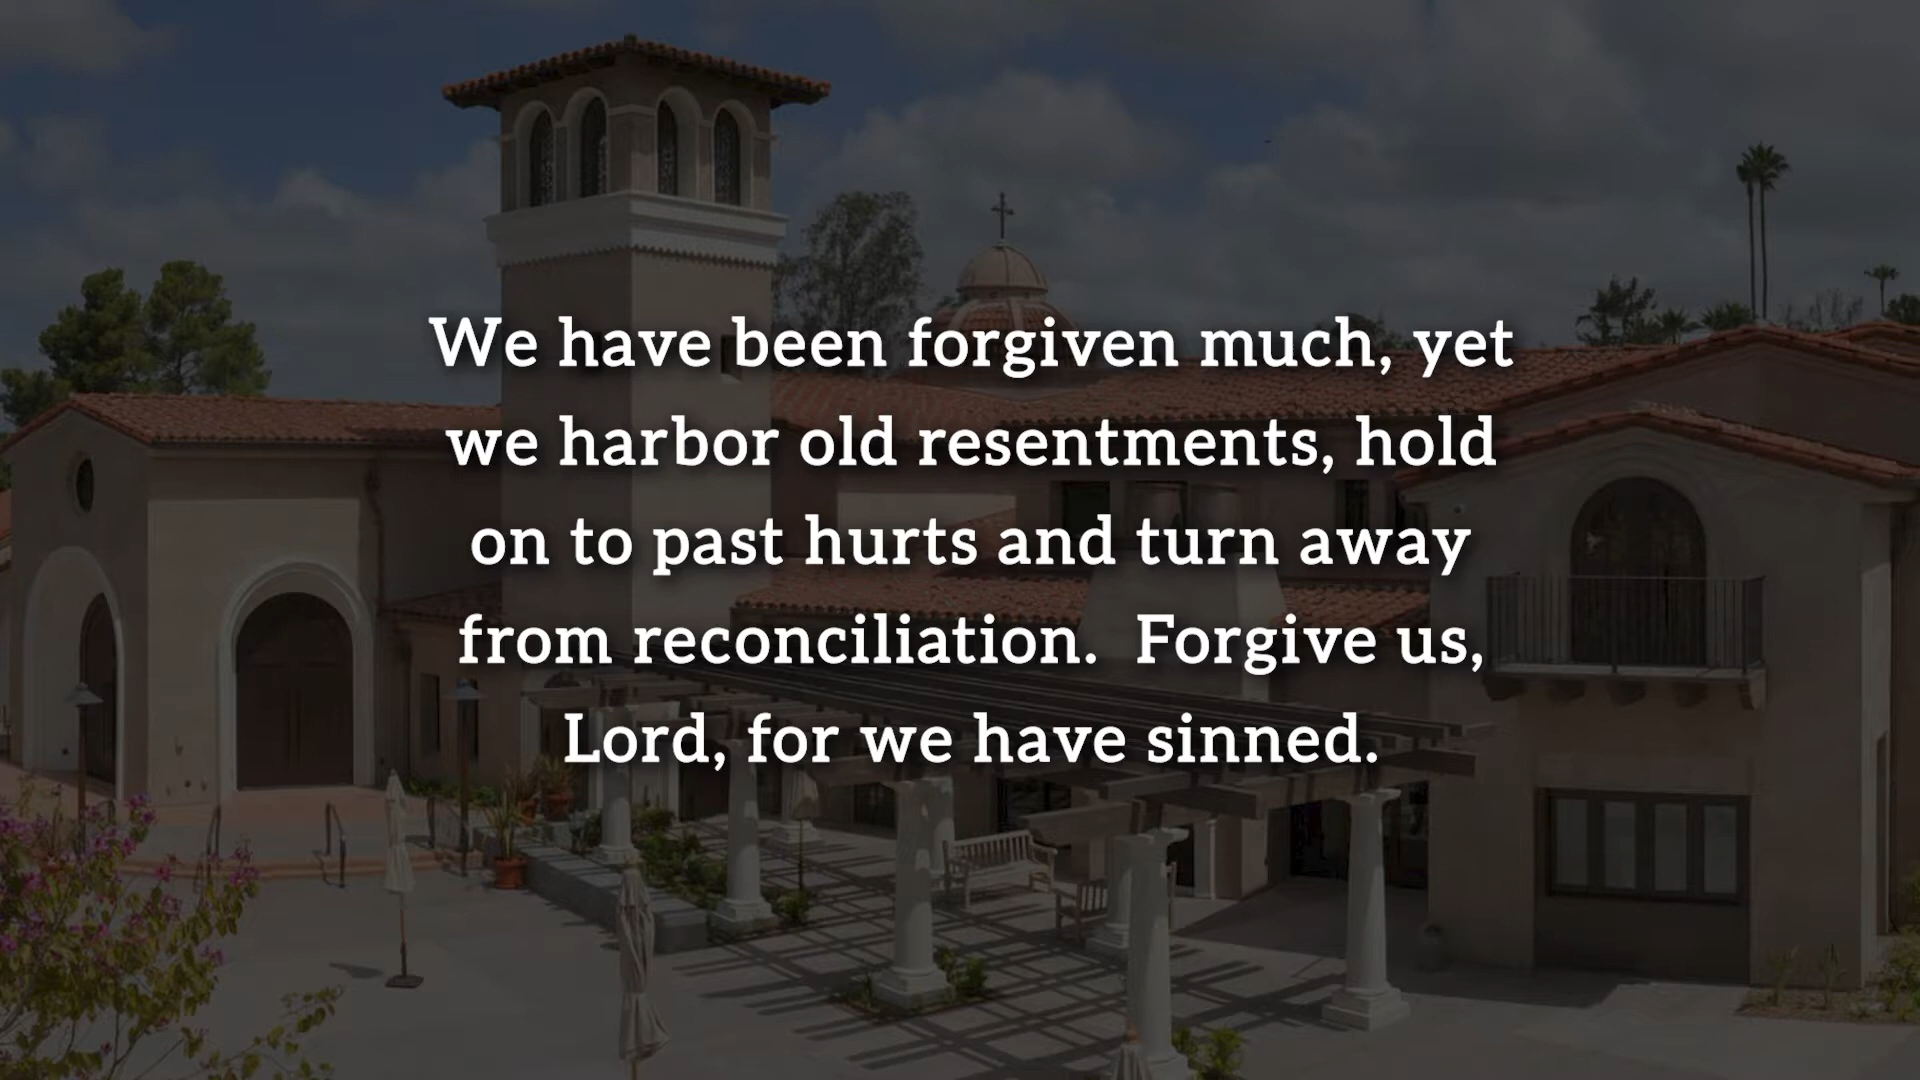 We have been forgiven much, yet
we harbor old resentments, hold
on to past hurts and turn away
from reconciliation.  Forgive us,
Lord, for we have sinned.